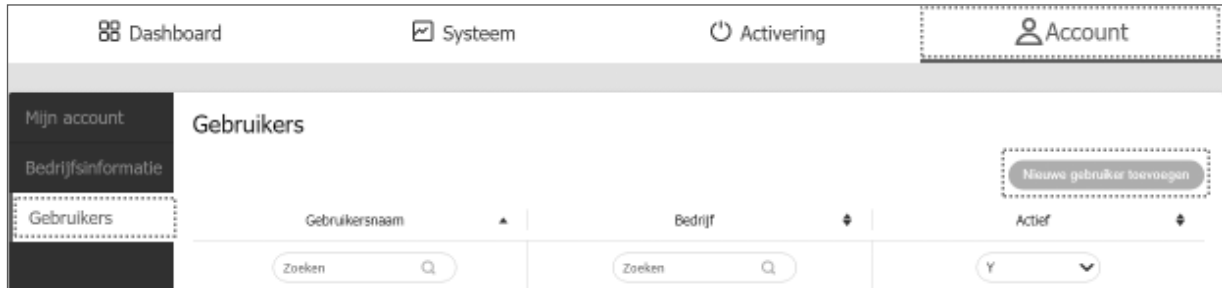 Dashboard Systeem Activering Account
Mijn account
Gebruikers
Bedrijfsinformatie
Nieuwe gebruiker toevoegen
Gebruikers
Gebruikersnaam Bedrijf Actief
Zoeken Zoeken Y